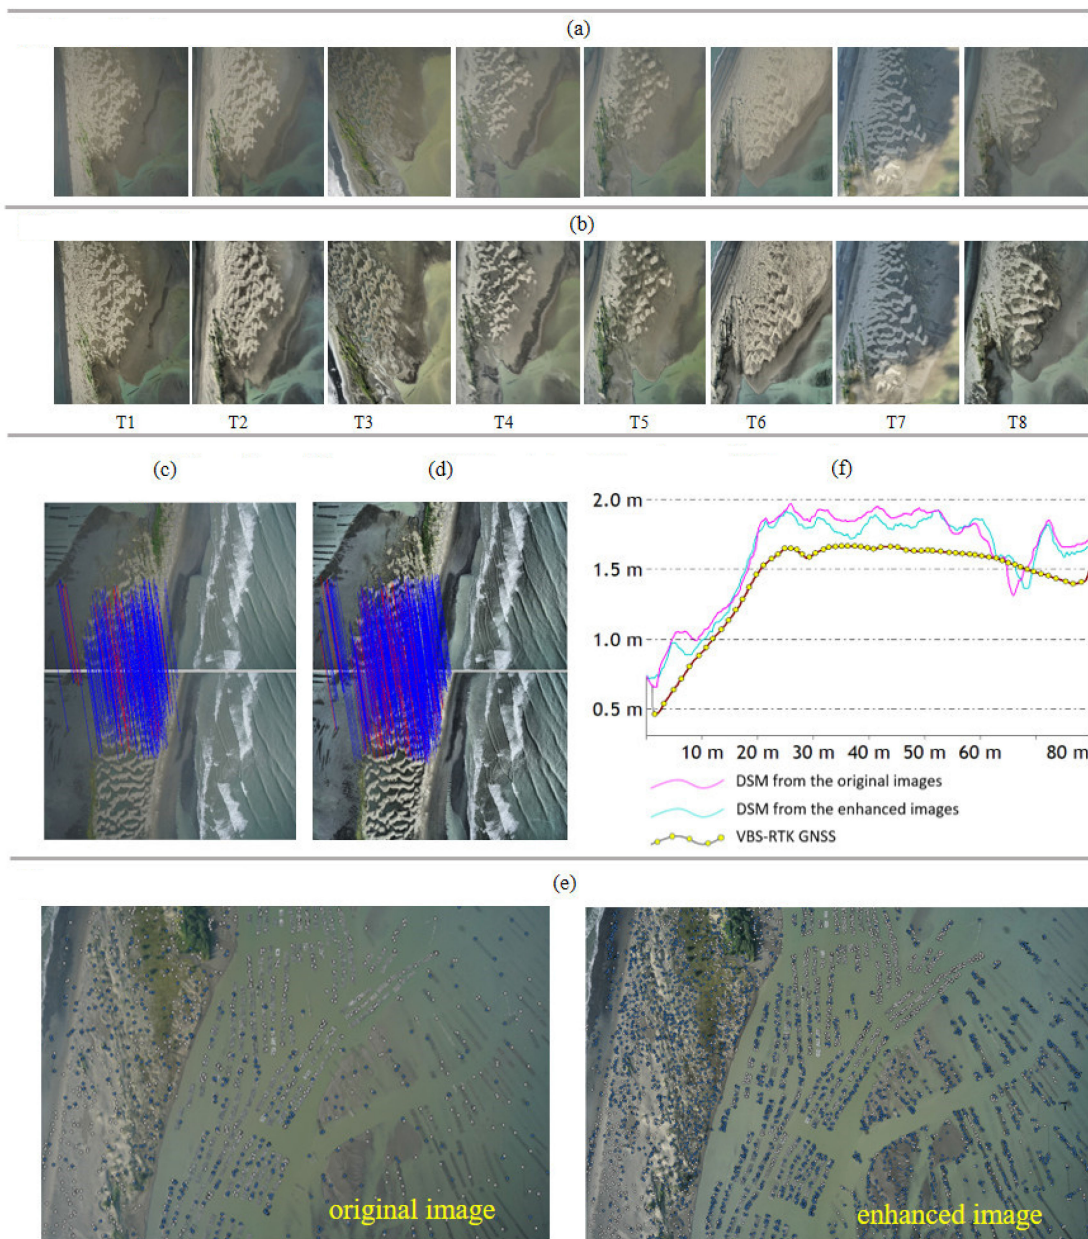 (a)
(b)
T1 T2 T3 T4 T5 T6 T7 T8
(c) (d) (f)
2.0 m
1.5 m
1.0 m
0.5 m
10 m 20 m 30 m 40 m 50 m 60 m 80 m
DSM from the original images
DSM from the enhanced images
VBS-RTK GNSS
(e)
original image
enhanced image